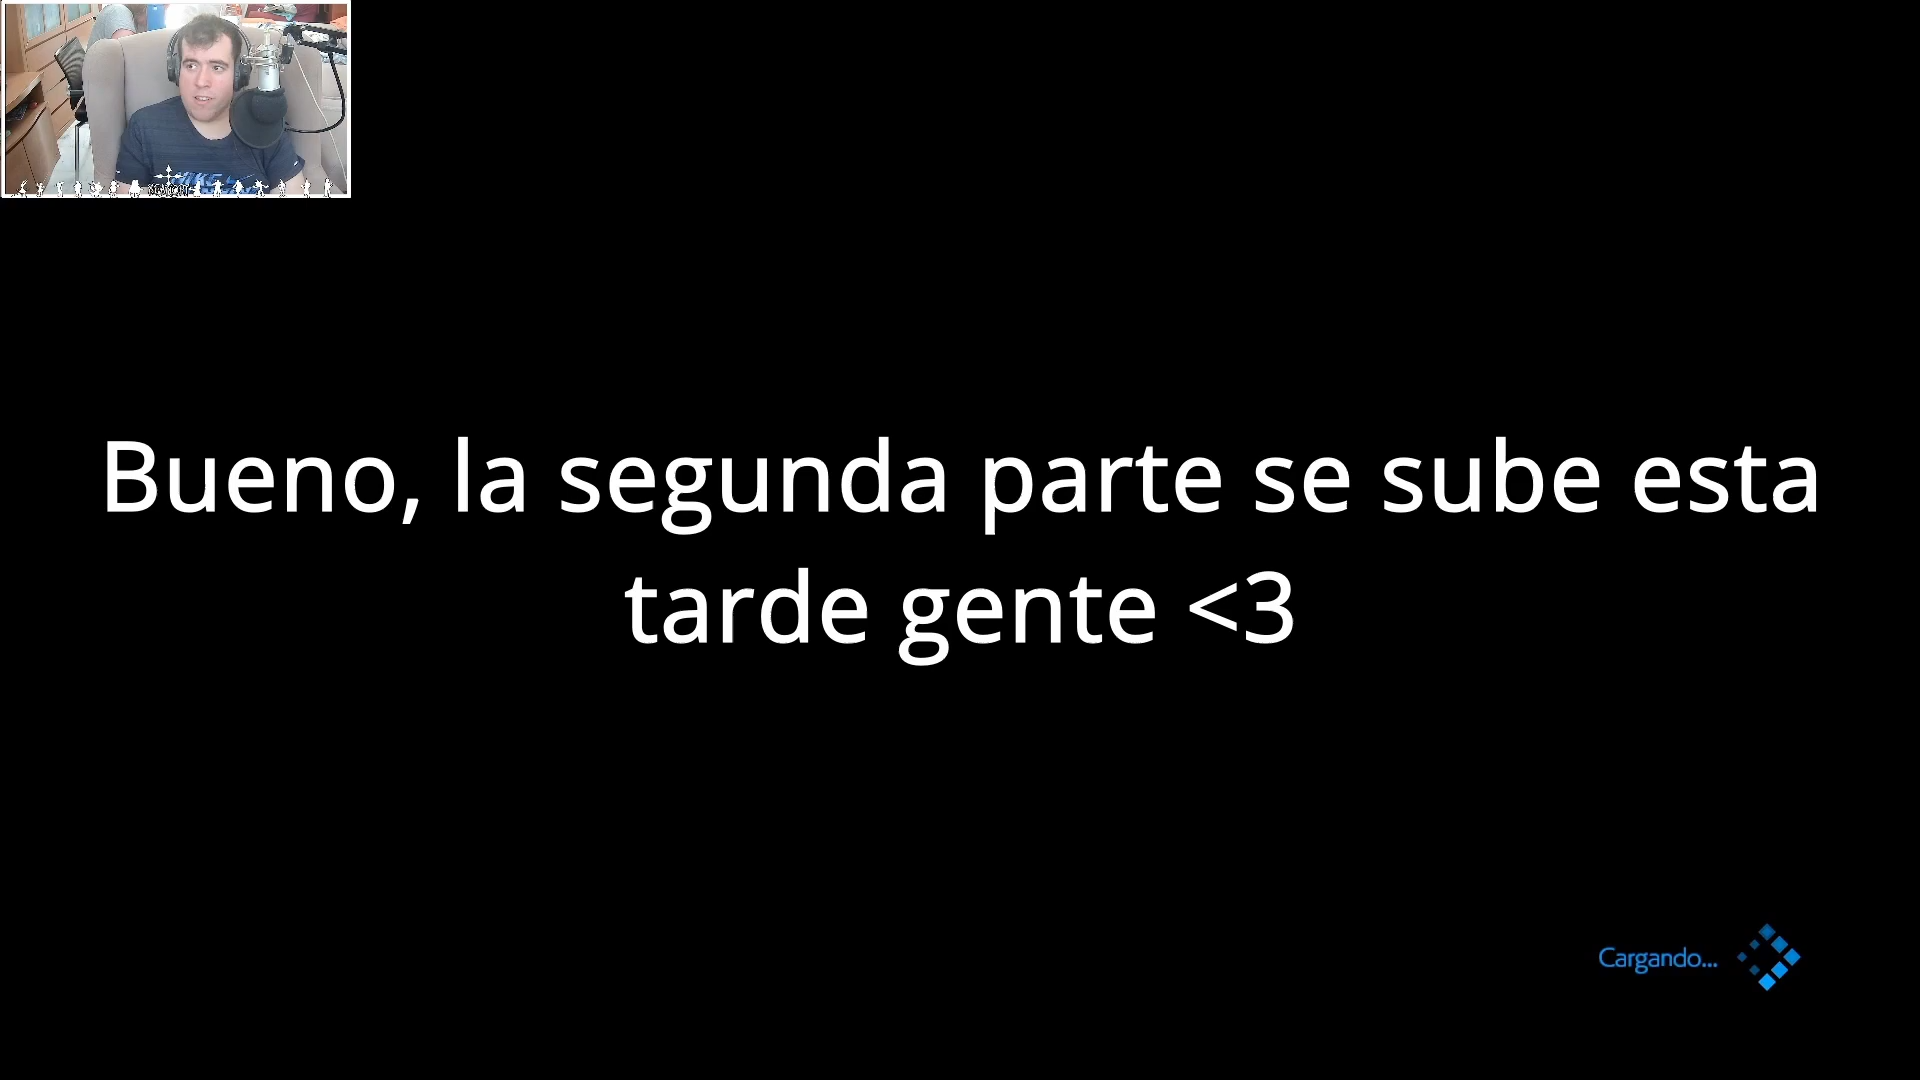 Bueno, la segunda parte se sube esta
tarde gente <3
Cargando...